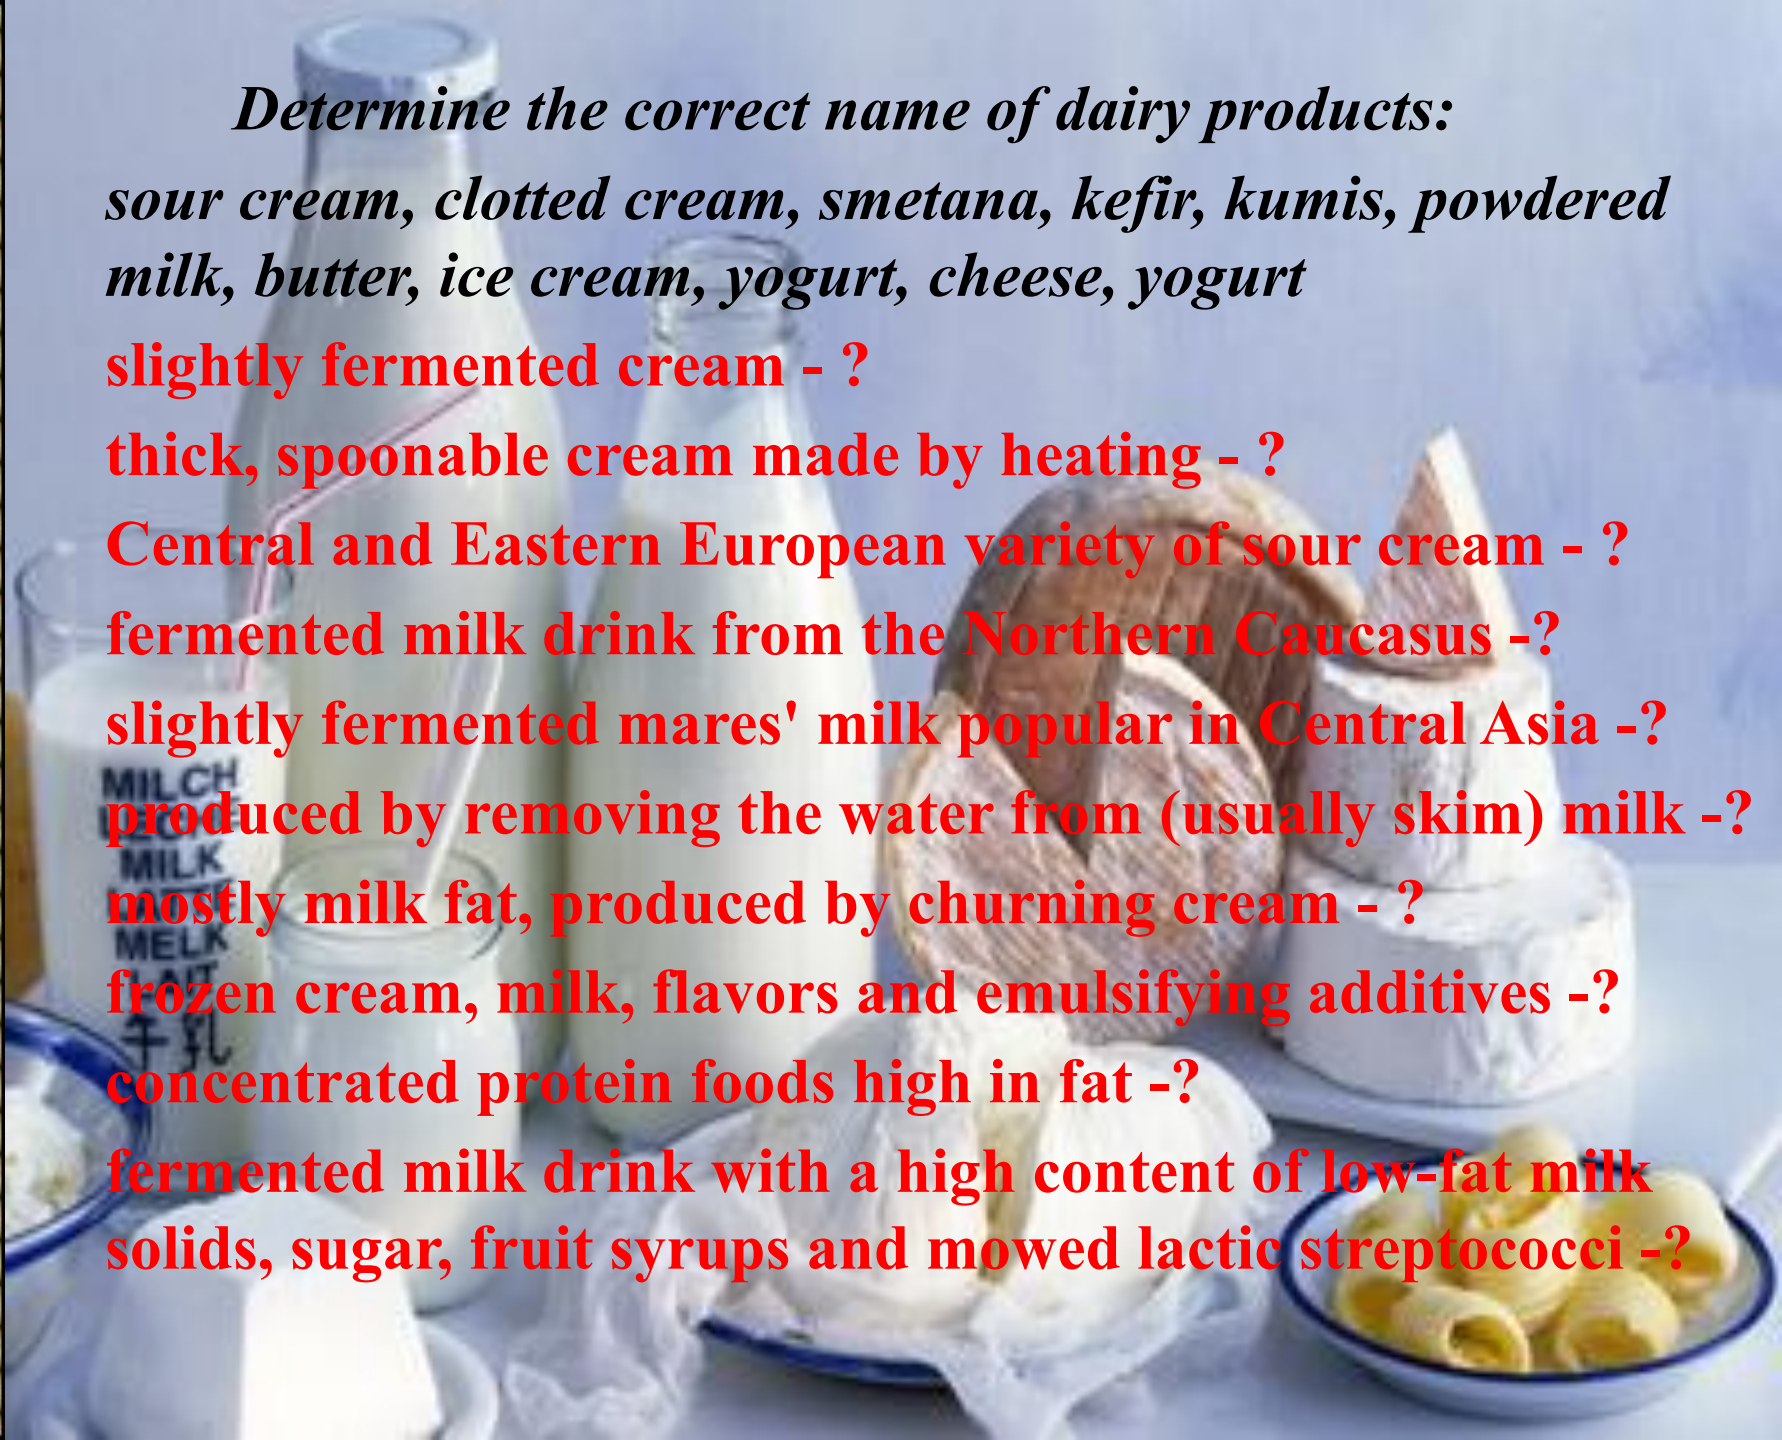 Determine the correct name of dairy products:
sour cream, clotted cream, smetana, kefir, kumis, powdered
milk, butter, ice cream, yogurt, cheese, yogurt
slightly fermented cream - ?
thick, spoonable cream made by heating - ?
Central and Eastern European variety of sour cream - ?
fermented milk drink from the Northern Caucasus -?
slightly fermented mares' milk popular in Central Asia -?
MILCH
produced by removing the water from (usually skim) milk -?
MILK
mostly milk fat, produced by churning cream - ?
MELK
LAIT
frozen cream, milk, flavors and emulsifying additives -?
牛乳
concentrated protein foods high in fat -?
fermented milk drink with a high content of low-fat milk
solids, sugar, fruit syrups and mowed lactic streptococci -?